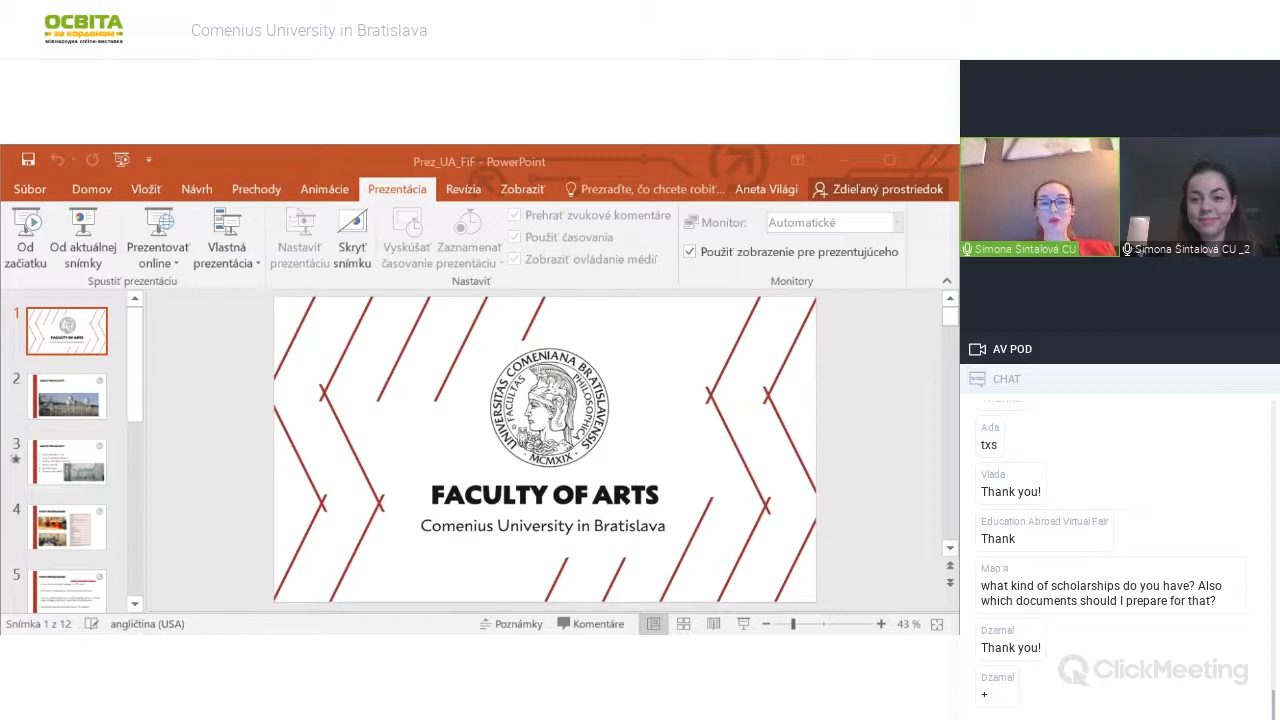 ОСВІТА
за кордоном
міжнародна online-виставка
Comenius University in Bratislava
Prez_UA_FiF - PowerPoint
Súbor Domov Vložiť Návrh Prechody Animácie Prezentácia Revízia Zobraziť Prezraďte, čo chcete robiť... Aneta Világi Zdieľaný prostriedok
Od začiatku
Od aktuálnej snímky
Prezentovať online
Vlastná prezentácia
Spustiť prezentáciu
Nastaviť prezentáciu
Skryť snímku
Vyskúšať časovanie
Zaznamenať prezentáciu
Prehrať zvukové komentáre
Použiť časovania
Zobraziť ovládanie médií
Nastaviť
Monitor: Automatické
Použiť zobrazenie pre prezentujúceho
Monitory
1
2
3
4
5
UNIVERSITAS COMENIANA BRATISLAVENSIS
FACULTAS PHILOSOPHICA
· MCMXIX ·
FACULTY OF ARTS
Comenius University in Bratislava
Snímka 1 z 12 angličtina (USA) Poznámky Komentáre 43 %
Simona Šintalová CU
Simona Šintalová CU _2
AV POD
CHAT
Ada
txs
Vlada
Thank you!
Education Abroad Virtual Fair
Thank
Мар'я
what kind of scholarships do you have? Also
which documents should I prepare for that?
Dzamal
Thank you!
Dzamal
+
ClickMeeting